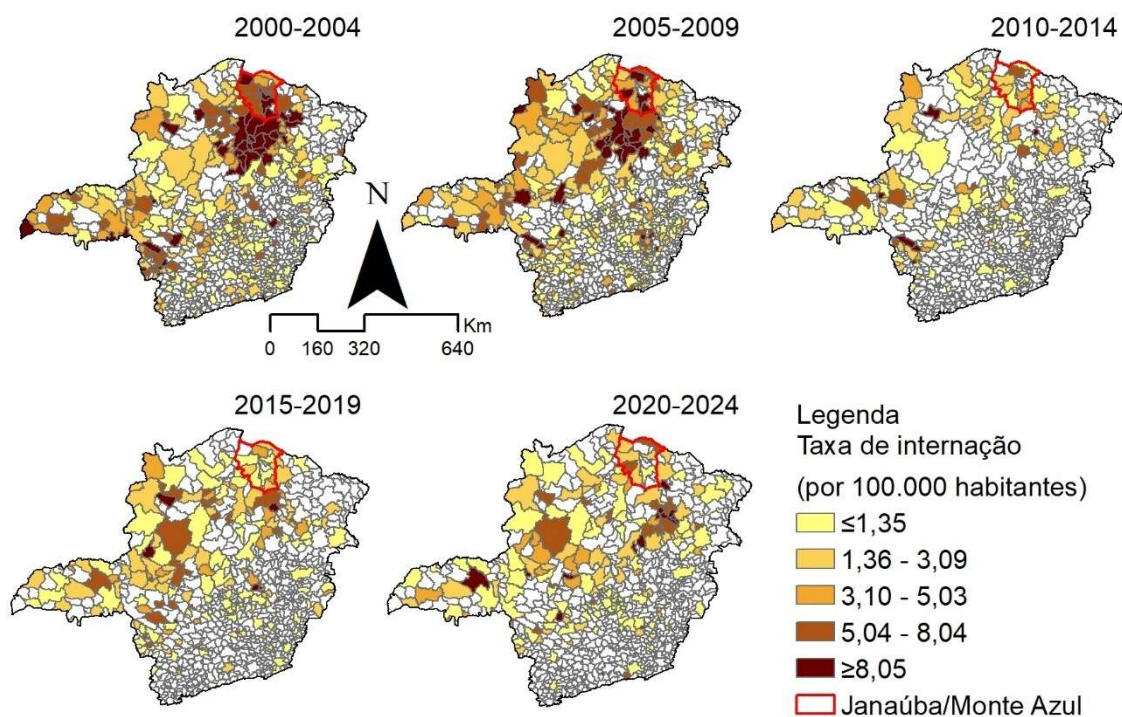 2000-2004
2005-2009
2010-2014
N
Km
0 160 320 640
2015-2019
2020-2024
Legenda
Taxa de internação
(por 100.000 habitantes)
≤1,35
1,36 - 3,09
3,10 - 5,03
5,04 - 8,04
≥8,05
Janaúba/Monte Azul